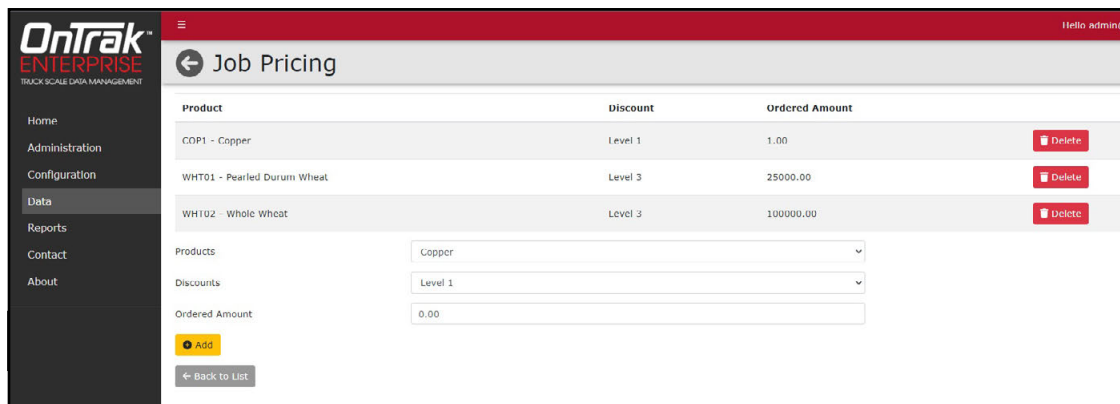 OnTrak™
ENTERPRISE
TRUCK SCALE DATA MANAGEMENT
Hello admin
Job Pricing
Home
Administration
Configuration
Data
Reports
Contact
About
Product Discount Ordered Amount
COP1 - Copper Level 1 1.00 Delete
WHT01 - Pearled Durum Wheat Level 3 25000.00 Delete
WHT02 - Whole Wheat Level 3 100000.00 Delete
Products Copper
Discounts Level 1
Ordered Amount 0.00
Add
Back to List